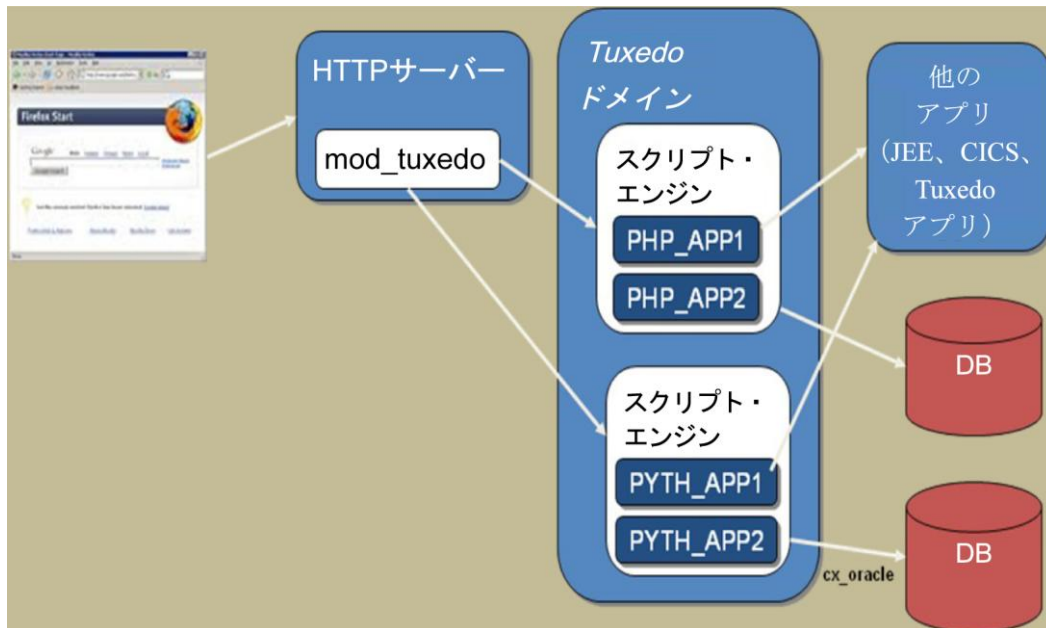 Firefox Start
Google
HTTPサーバー
mod_tuxedo
Tuxedo
ドメイン
スクリプト・
エンジン
PHP_APP1
PHP_APP2
スクリプト・
エンジン
PYTH_APP1
PYTH_APP2
他の
アプリ
（JEE、CICS、
Tuxedo
アプリ）
DB
DB
cx_oracle